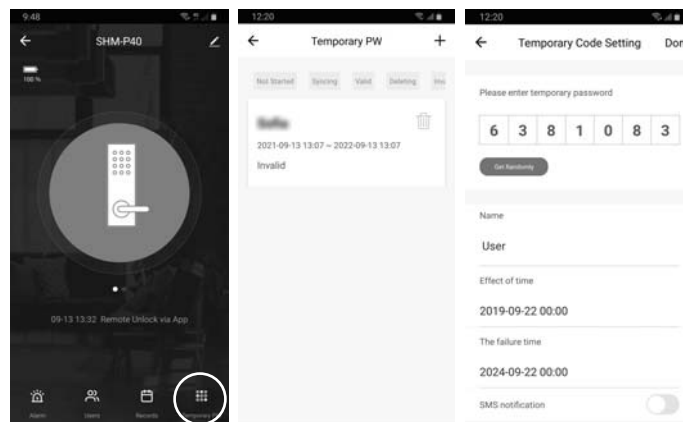 9:48
SHM-P40
100 %
09-13 13:32 Remote Unlock via App
Alarm
Users
Records
Temporary
12:20
Temporary PW
+
Not Started
Syncing
Valid
Deleting
2021-09-13 13:07 ~ 2022-09-13 13:07
Invalid
12:20
Temporary Code Setting
Please enter temporary password
6 3 8 1 0 8 3
Get Randomly
Name
User
Effect of time
2019-09-22 00:00
The failure time
2024-09-22 00:00
SMS notification